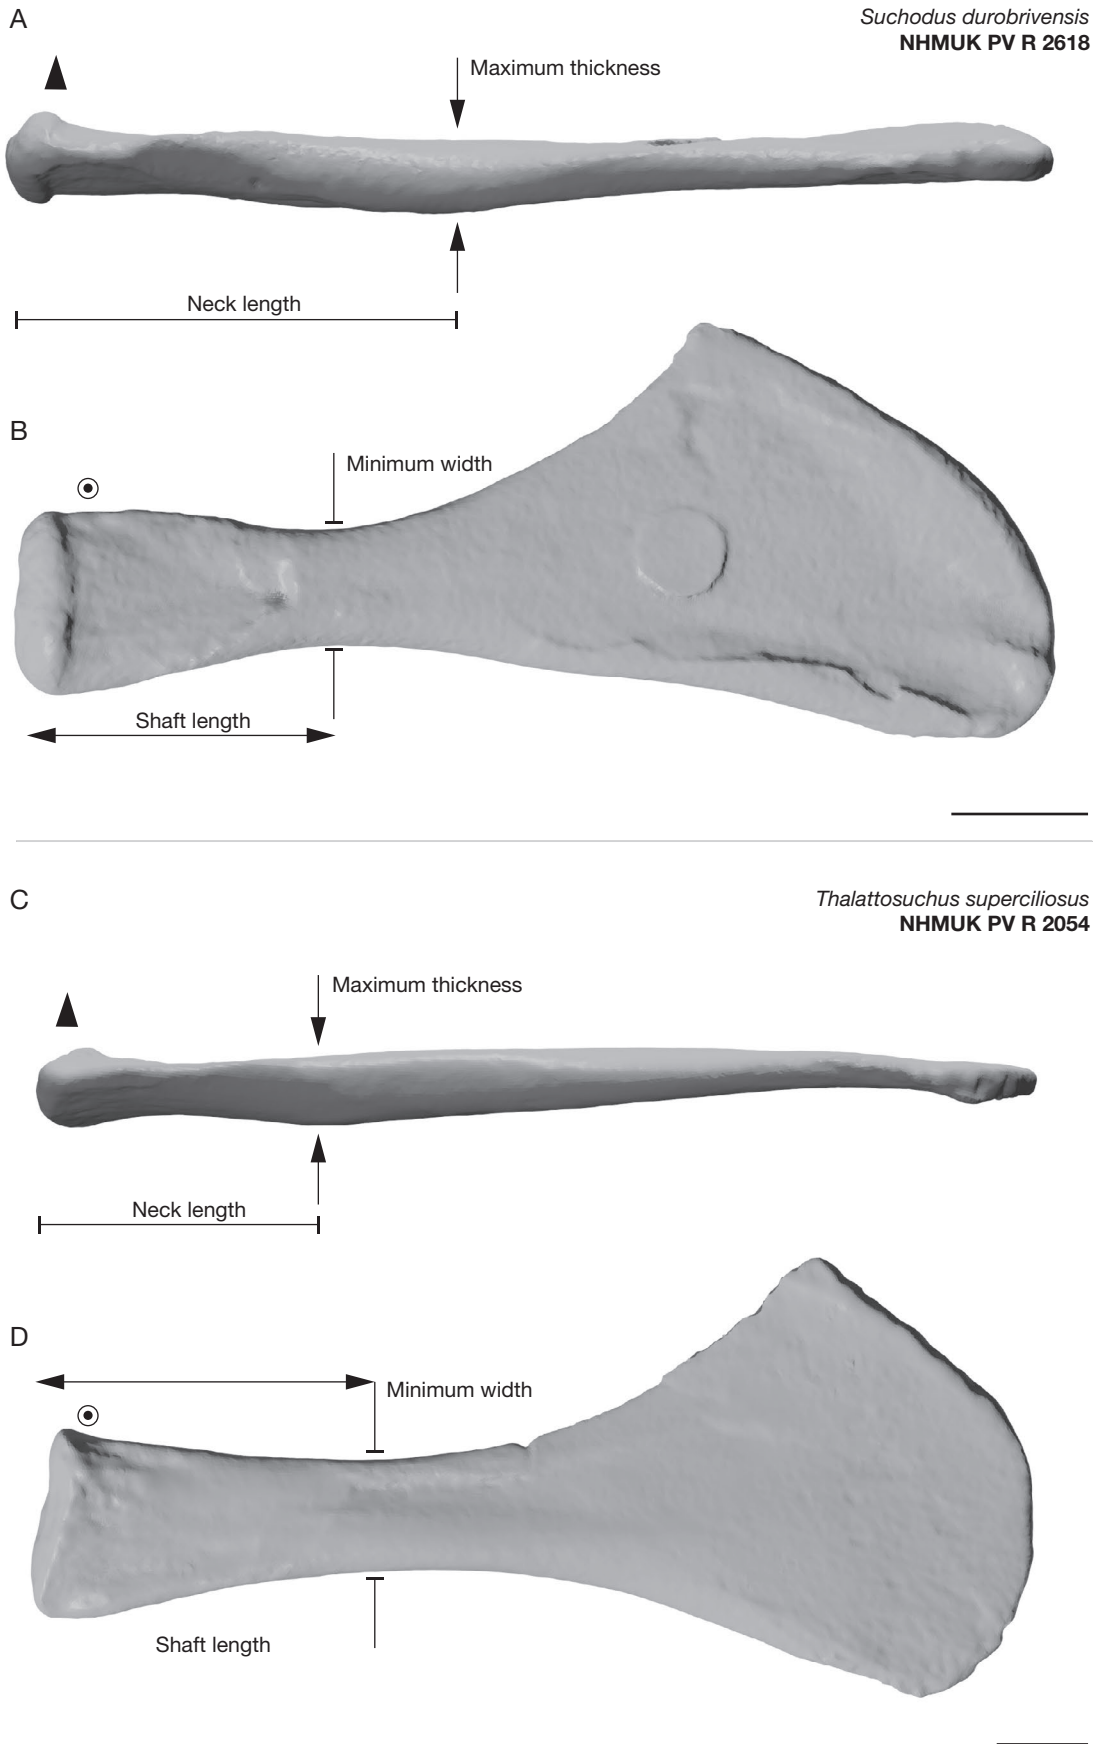 A
Suchodus durobrivensis
NHMUK PV R 2618
Maximum thickness
Neck length
B
Minimum width
Shaft length
C
Thalattosuchus superciliosus
NHMUK PV R 2054
Maximum thickness
Neck length
D
Minimum width
Shaft length